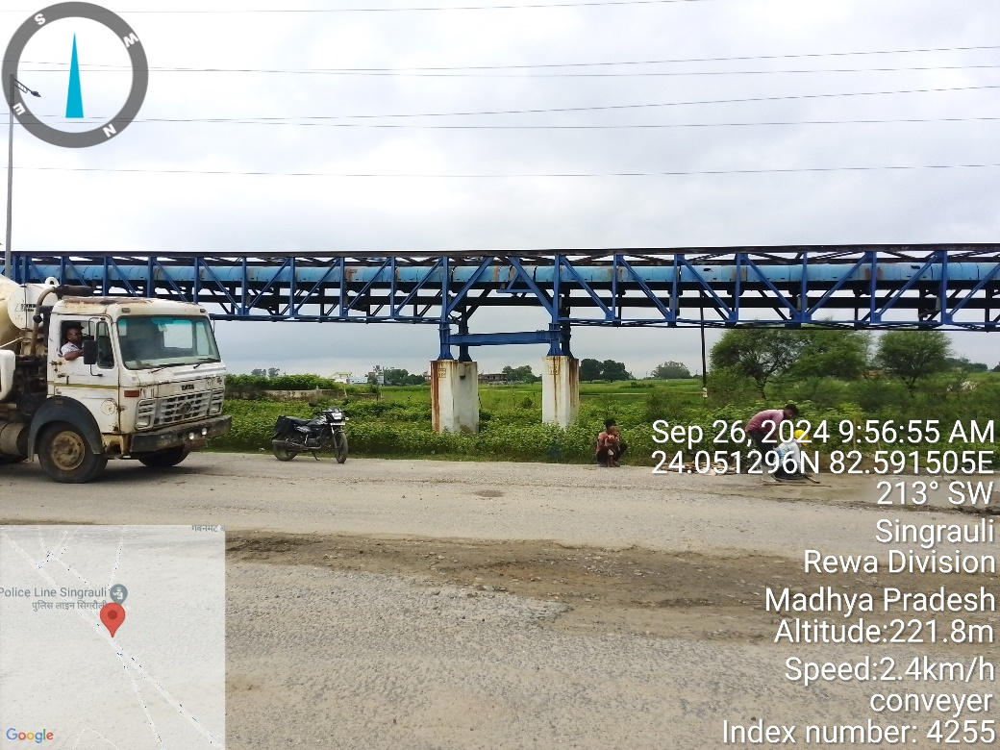 S
W
E
N
TATA
Sep 26, 2024 9:56:55 AM
24.051296N 82.591505E
213° SW
Singrauli
Rewa Division
Madhya Pradesh
Altitude:221.8m
Speed:2.4km/h
conveyer
Index number: 4255
Police Line Singrauli
पुलिस लाइन सिंगरौली
Google